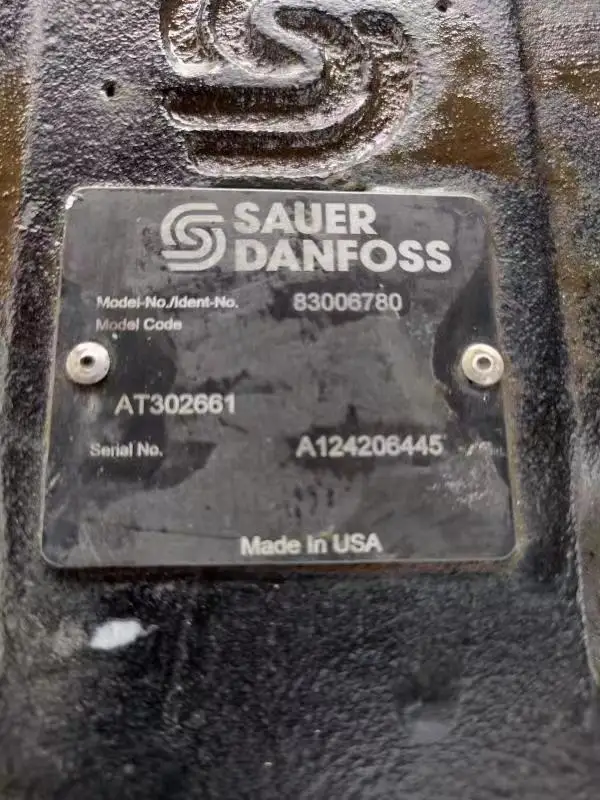 SAUER
DANFOSS
Model-No./Ident-No. 83006780
Model Code
AT302661
Serial No. A124206445
Made In USA